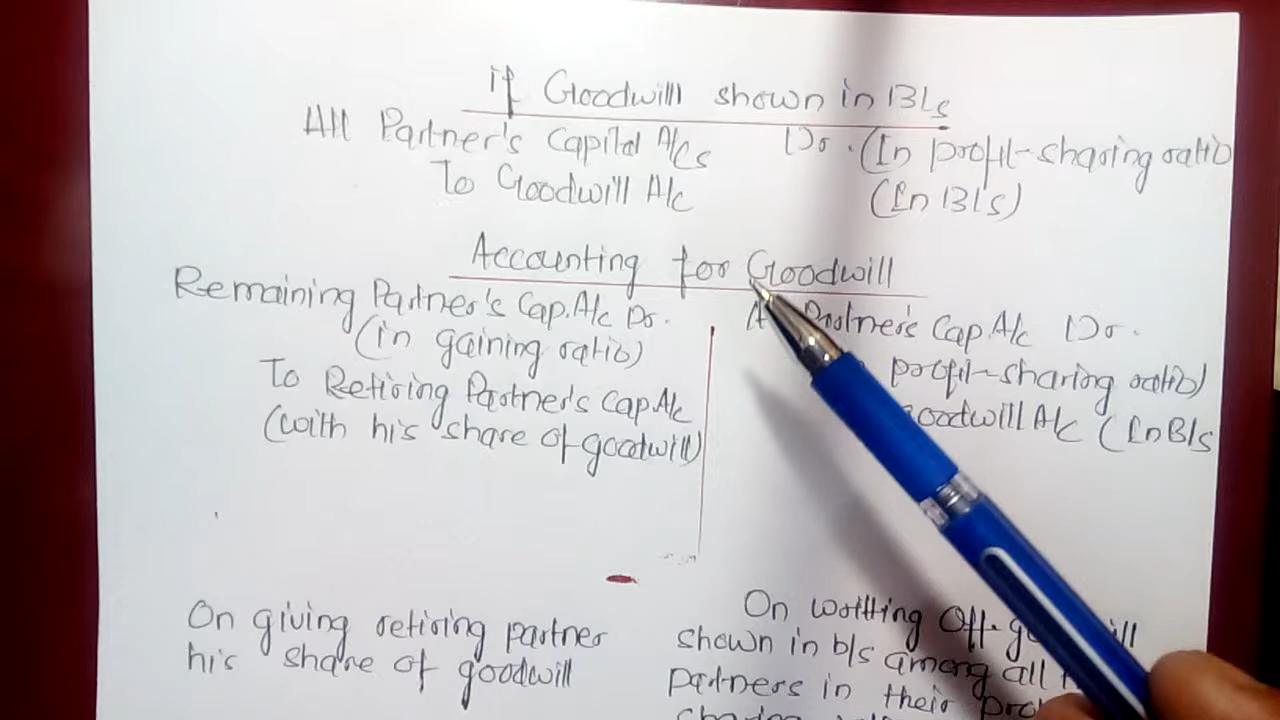 if Goodwill shown in B/s
All Partner's Capital A/cs Dr. (In profit-sharing ratio
To Goodwill A/c (In B/s)
Accounting for Goodwill
Remaining Partner's Cap. A/c Dr.
(in gaining ratio)
To Retiring Partner's Cap. A/c
(with his share of goodwill)
Partner's Cap A/c Dr.
profit-sharing ratio)
Goodwill A/c (In B/s
On giving retiring partner
his share of goodwill
On writting Off
shown in b/s among all
partners in their